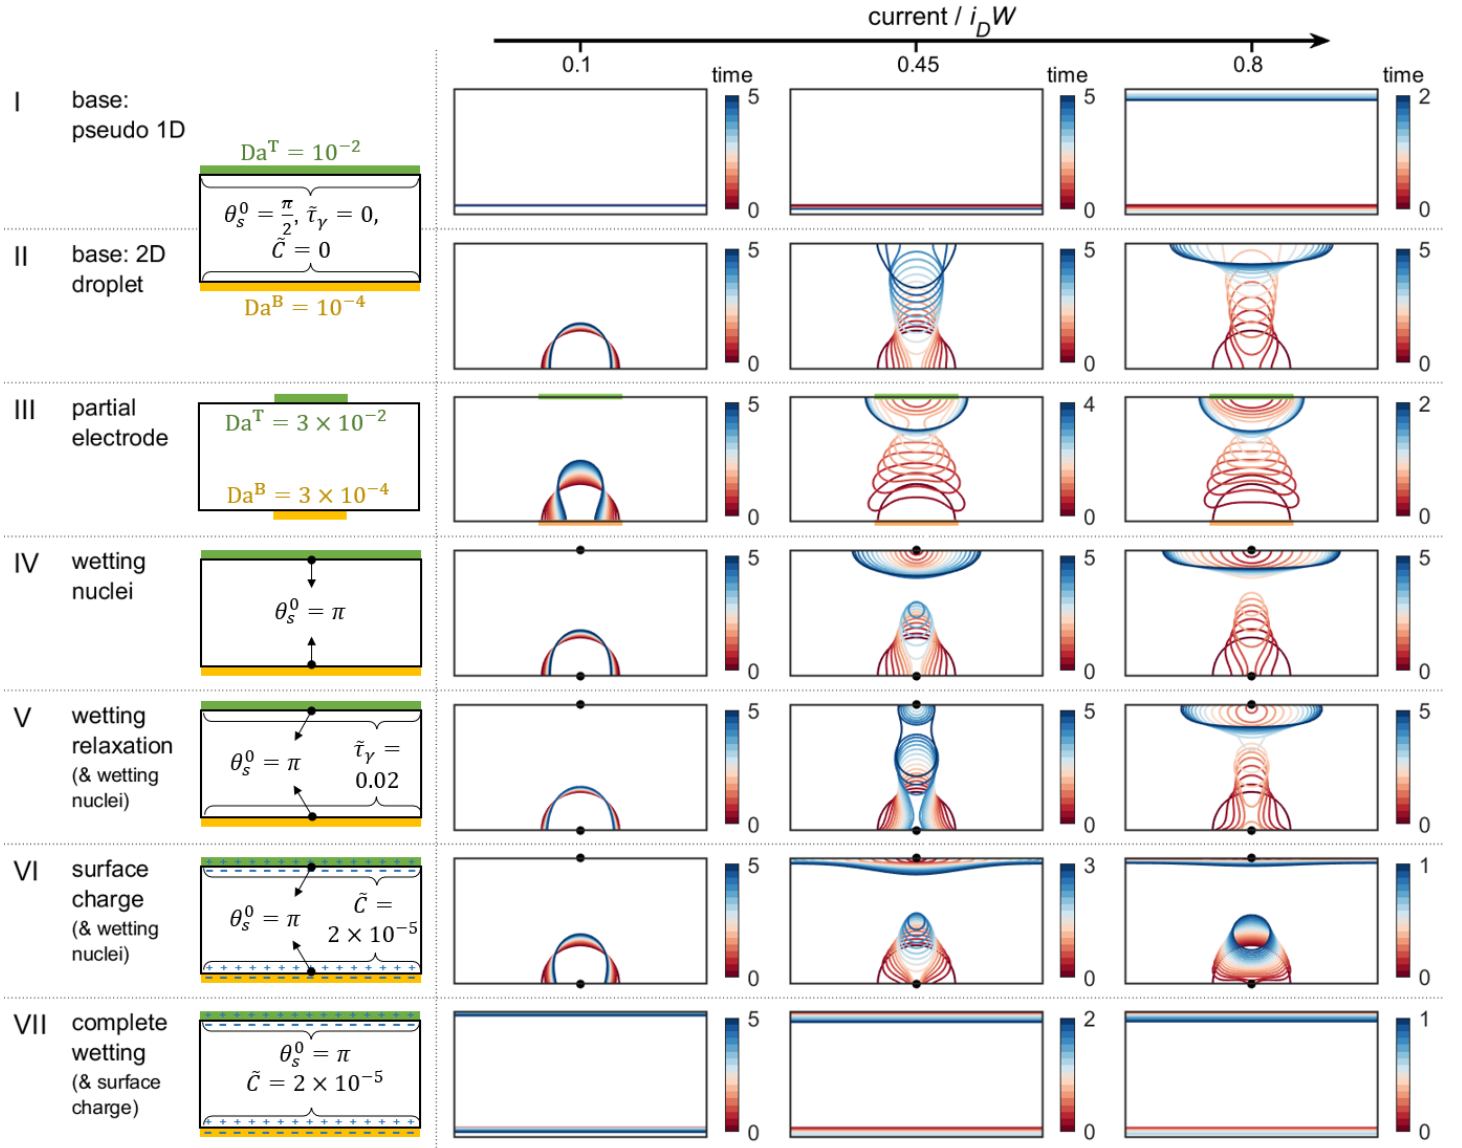 current / i_D W
0.1 0.45 0.8
time time time
I base:
pseudo 1D
Da^T = 10^−2
θ_s^0 = π/2, τ̃_γ = 0,
C̃ = 0
Da^B = 10^−4
5 0 5 0 2 0
II base: 2D
droplet
5 0 5 0 5 0
III partial
electrode
Da^T = 3 × 10^−2
Da^B = 3 × 10^−4
5 0 4 0 2 0
IV wetting
nuclei
θ_s^0 = π
5 0 5 0 5 0
V wetting
relaxation
(& wetting
nuclei)
θ_s^0 = π
τ̃_γ =
0.02
5 0 5 0 5 0
VI surface
charge
(& wetting
nuclei)
+ + + + + + + + + + + + +
− − − − − − − − − − − −
θ_s^0 = π
C̃ =
2 × 10^−5
+ + + + + + + + + + + + +
− − − − − − − − − − − −
5 0 3 0 1 0
VII complete
wetting
(& surface
charge)
+ + + + + + + + + + + + +
− − − − − − − − − − − −
θ_s^0 = π
C̃ = 2 × 10^−5
+ + + + + + + + + + + + +
− − − − − − − − − − − −
5 0 2 0 1 0